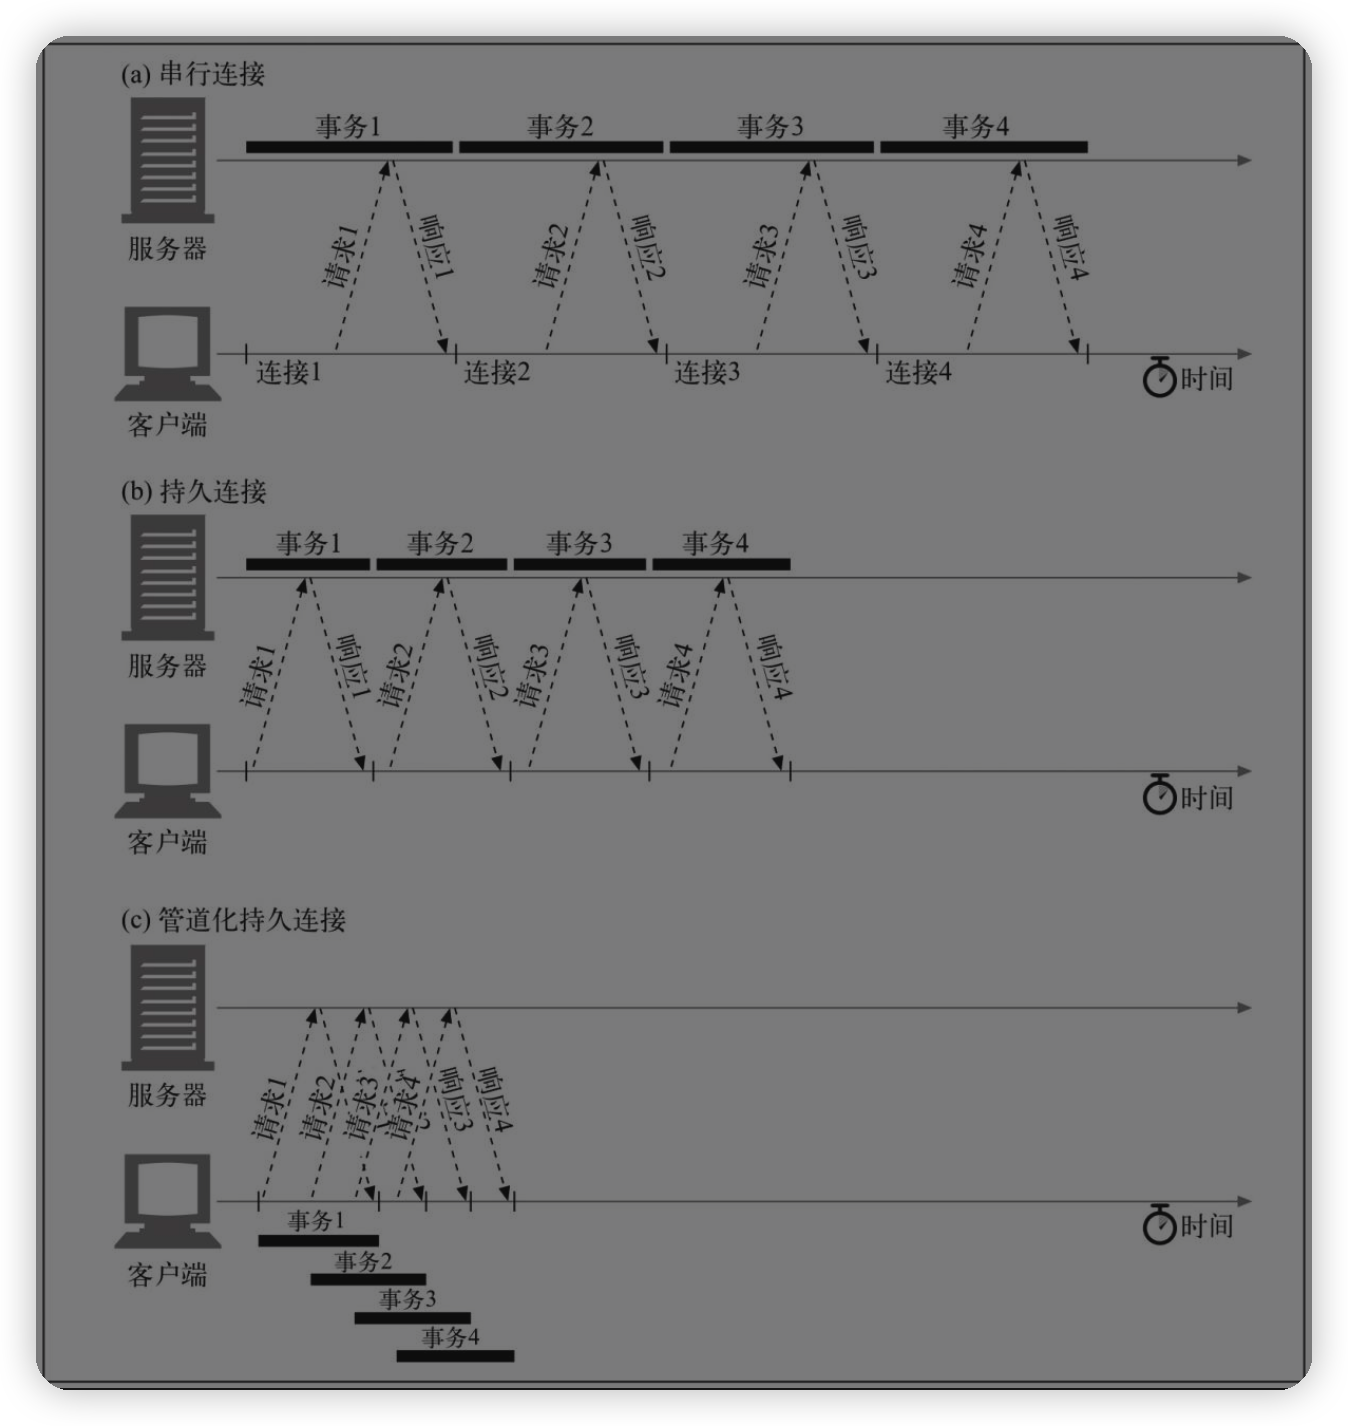 (a) 串行连接
事务1 事务2 事务3 事务4
请求1 响应1 请求2 响应2 请求3 响应3 请求4 响应4
服务器
连接1 连接2 连接3 连接4
时间
客户端
(b) 持久连接
事务1 事务2 事务3 事务4
请求1 响应1 请求2 响应2 请求3 响应3 请求4 响应4
服务器
时间
客户端
(c) 管道化持久连接
请求1 请求2 请求3 请求4 响应3 响应4
服务器
事务1
时间
事务2
客户端
事务3
事务4